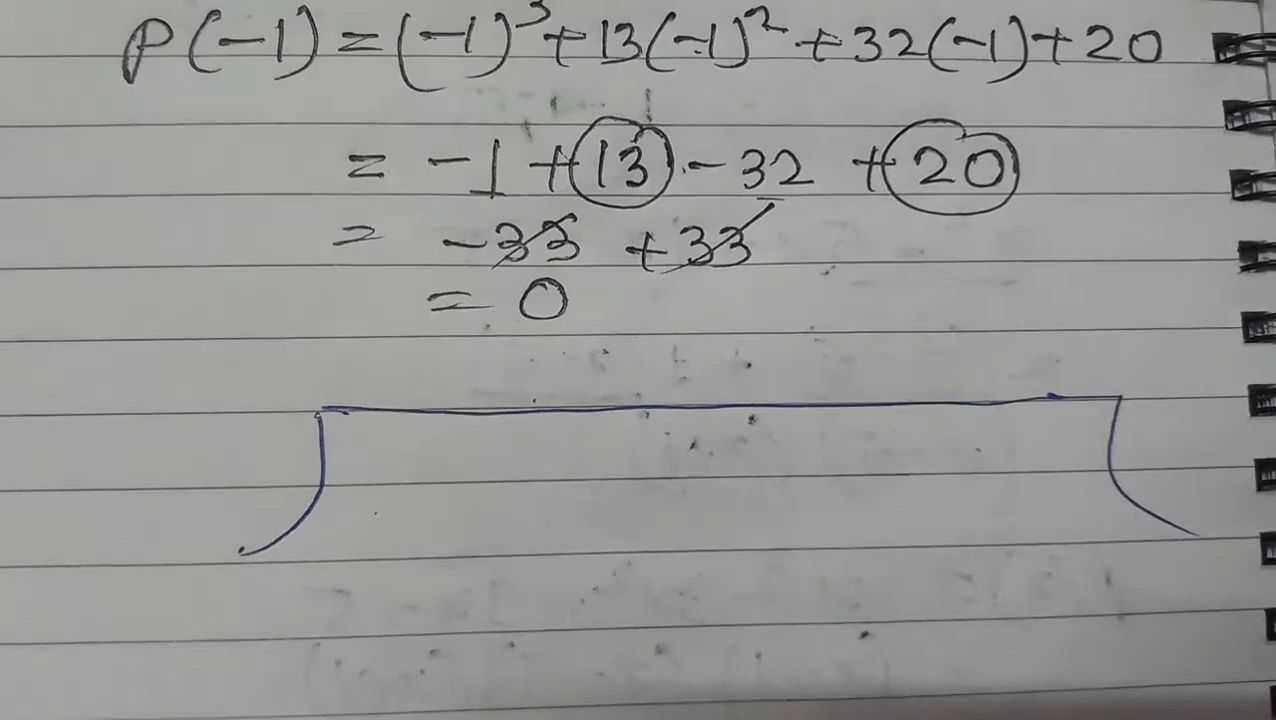 P(-1) = (-1)³ + 13(-1)² + 32(-1) + 20
= -1 + 13 - 32 + 20
= -33 + 33
= 0